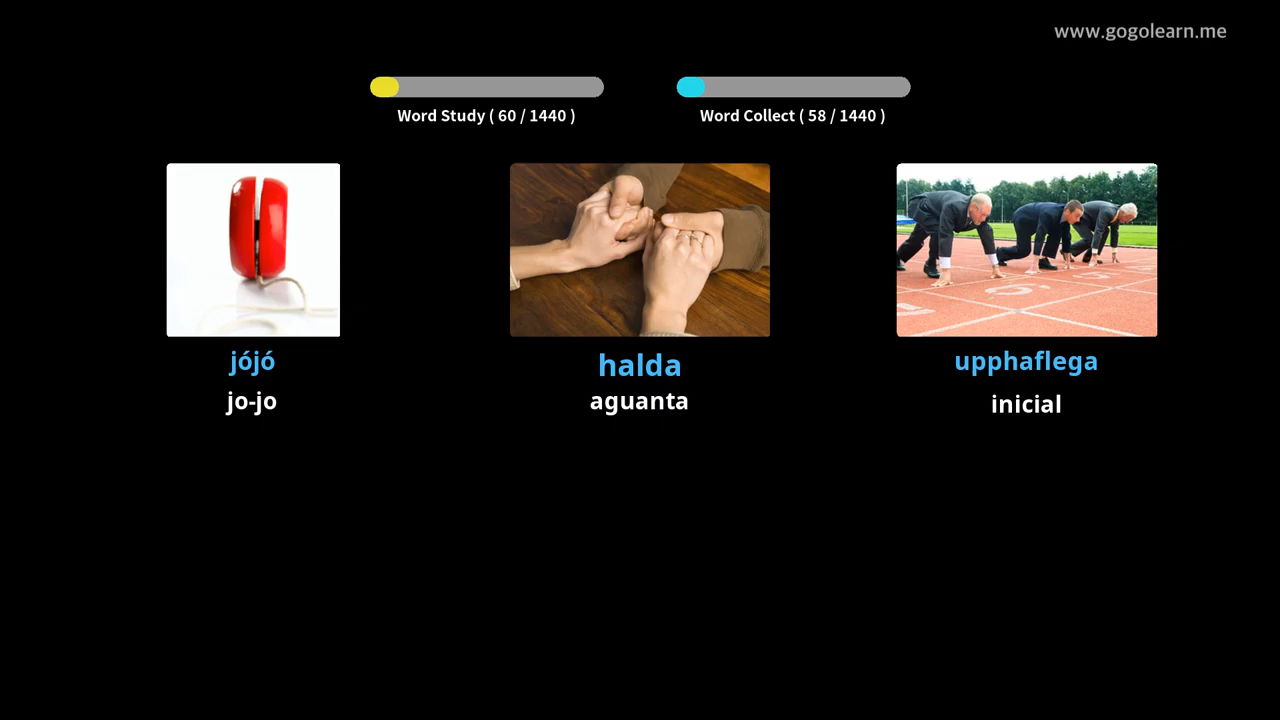 www.gogolearn.me
Word Study ( 60 / 1440 )
Word Collect ( 58 / 1440 )
jójó
jo-jo
halda
aguanta
upphaflega
inicial